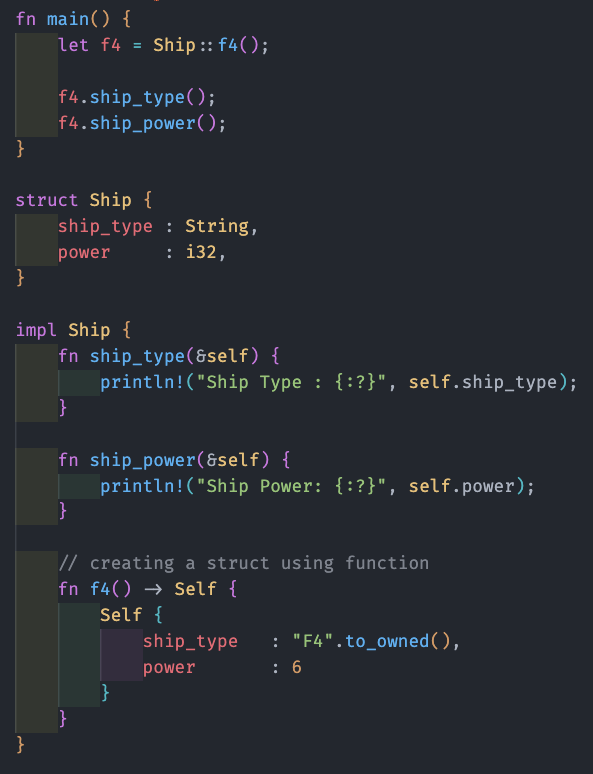 fn main() {
    let f4 = Ship::f4();

    f4.ship_type();
    f4.ship_power();
}

struct Ship {
    ship_type : String,
    power     : i32,
}

impl Ship {
    fn ship_type(&self) {
        println!("Ship Type : {:?}", self.ship_type);
    }

    fn ship_power(&self) {
        println!("Ship Power: {:?}", self.power);
    }

    // creating a struct using function
    fn f4() -> Self {
        Self {
            ship_type   : "F4".to_owned(),
            power       : 6
        }
    }
}